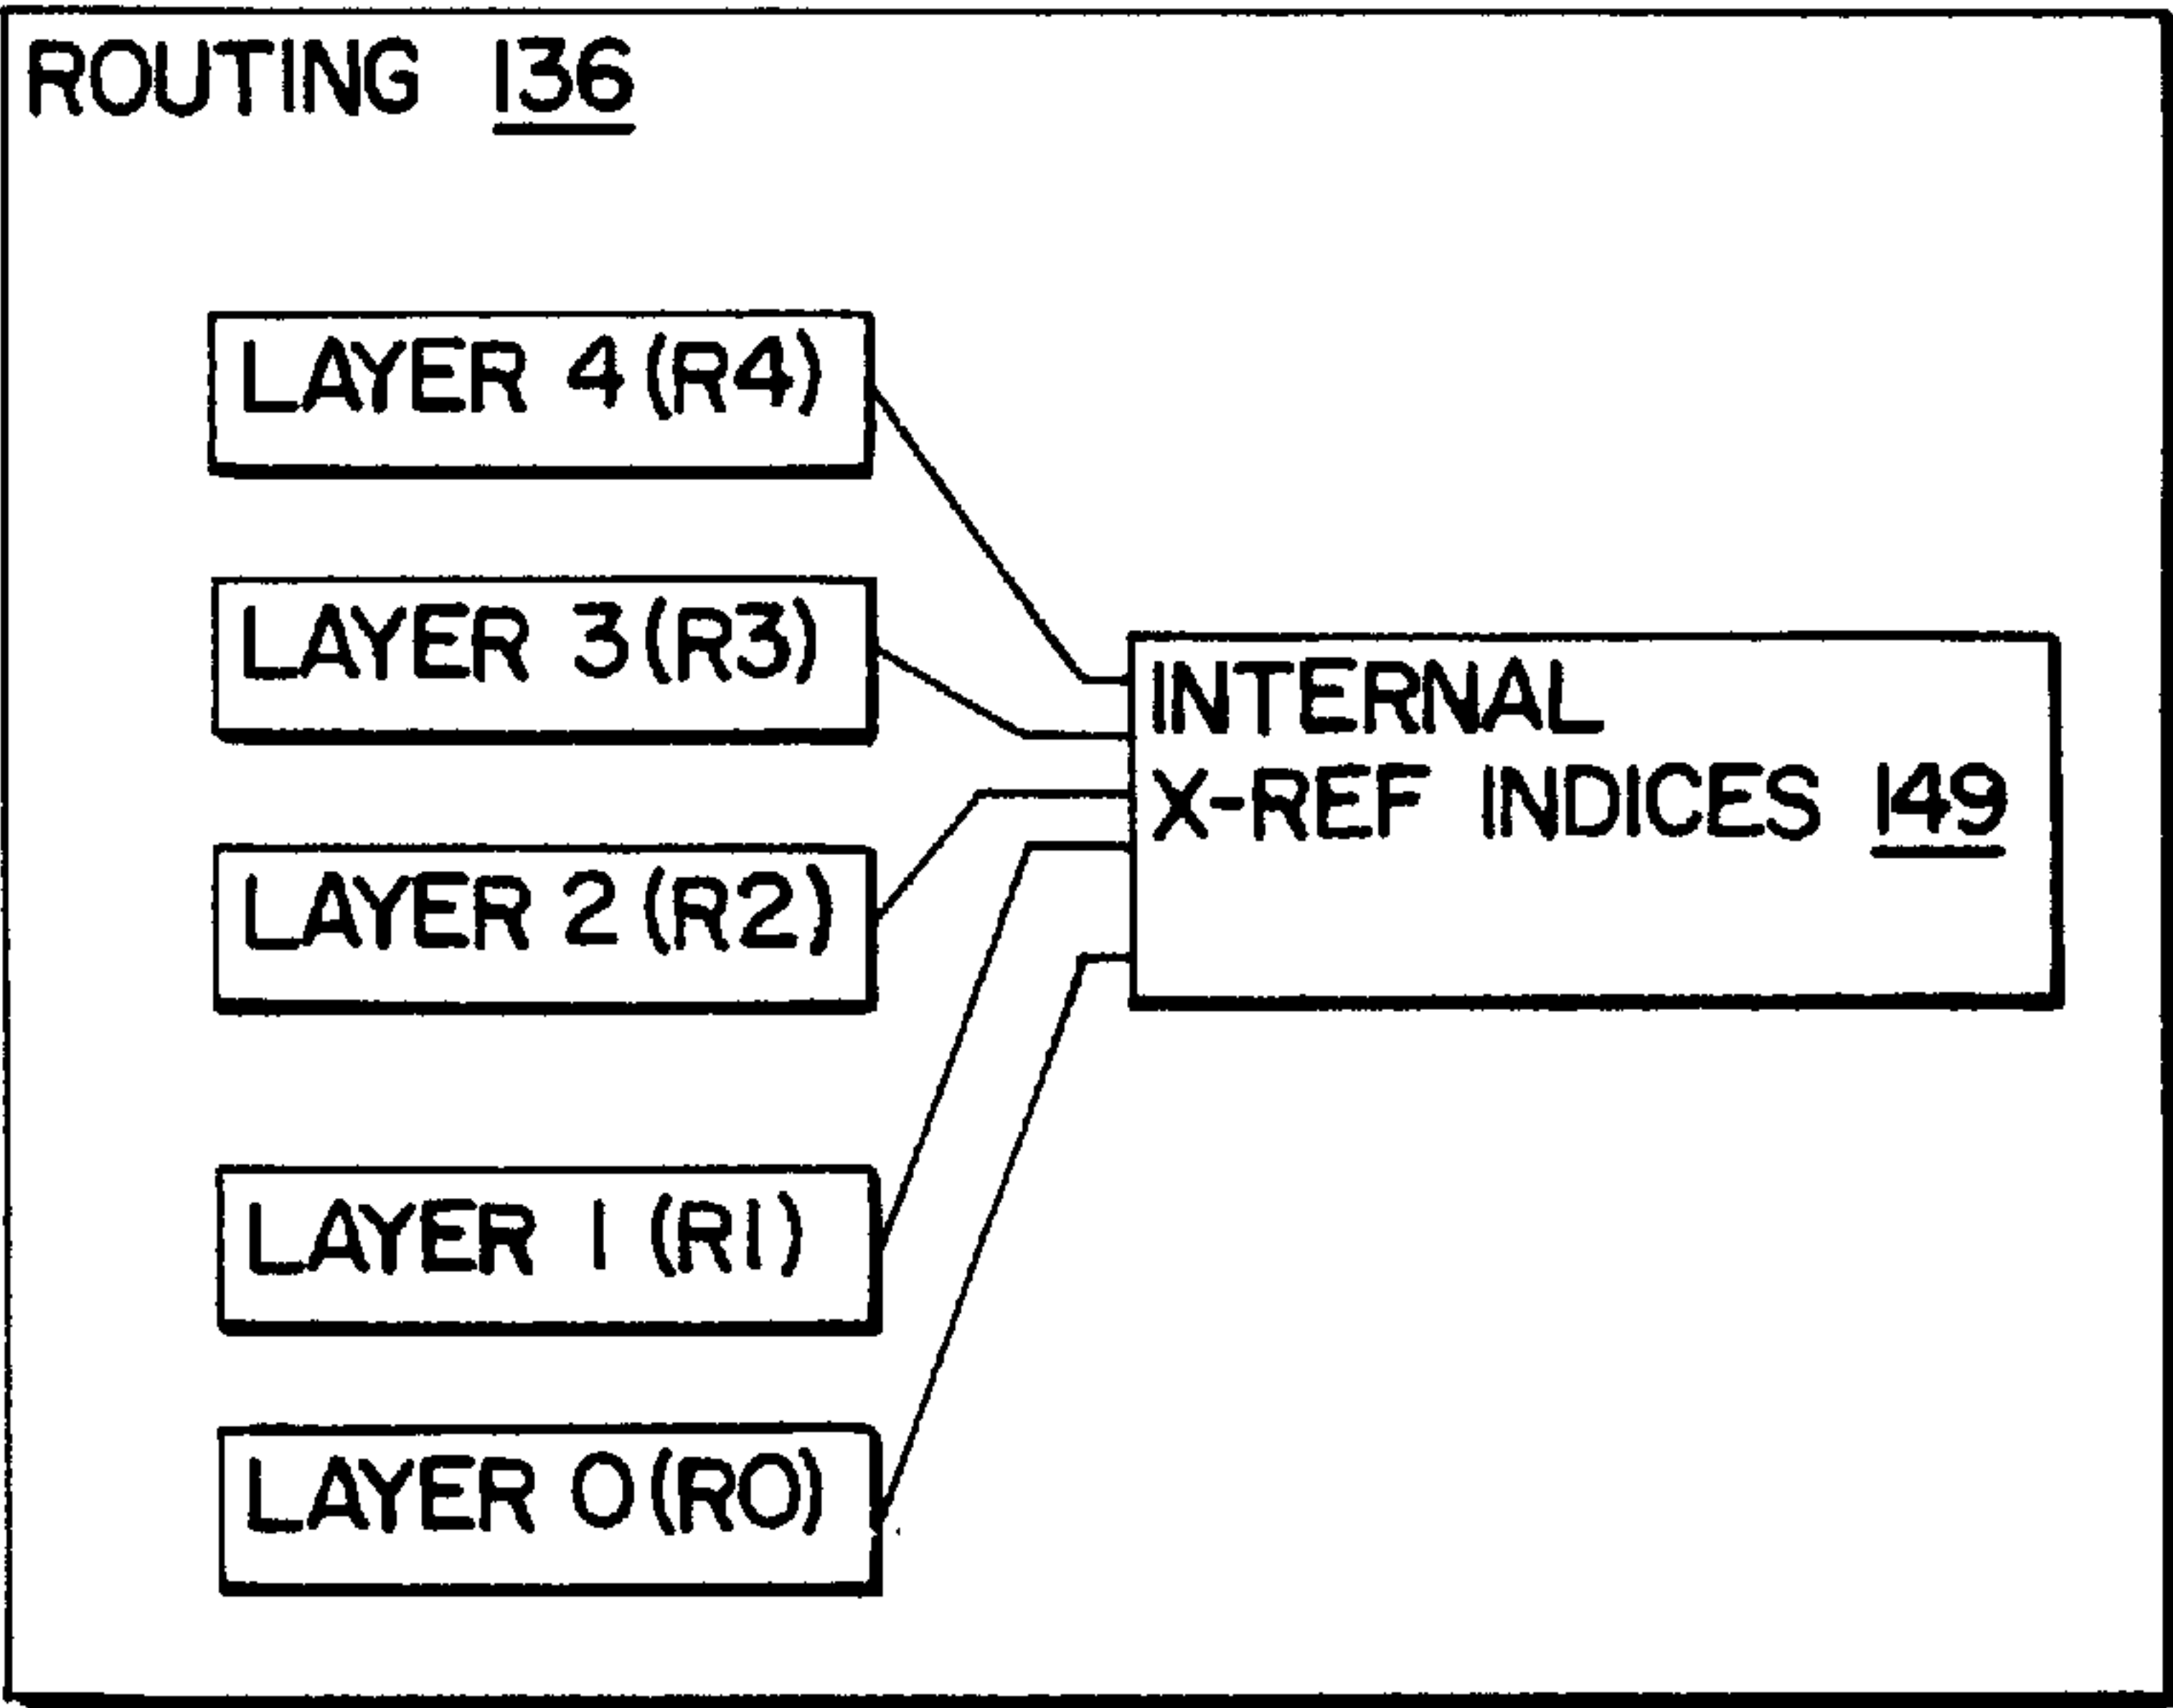 ROUTING 136
LAYER 4 (R4)
LAYER 3 (R3)
INTERNAL
X-REF INDICES 149
LAYER 2 (R2)
LAYER 1 (R1)
LAYER 0 (R0)